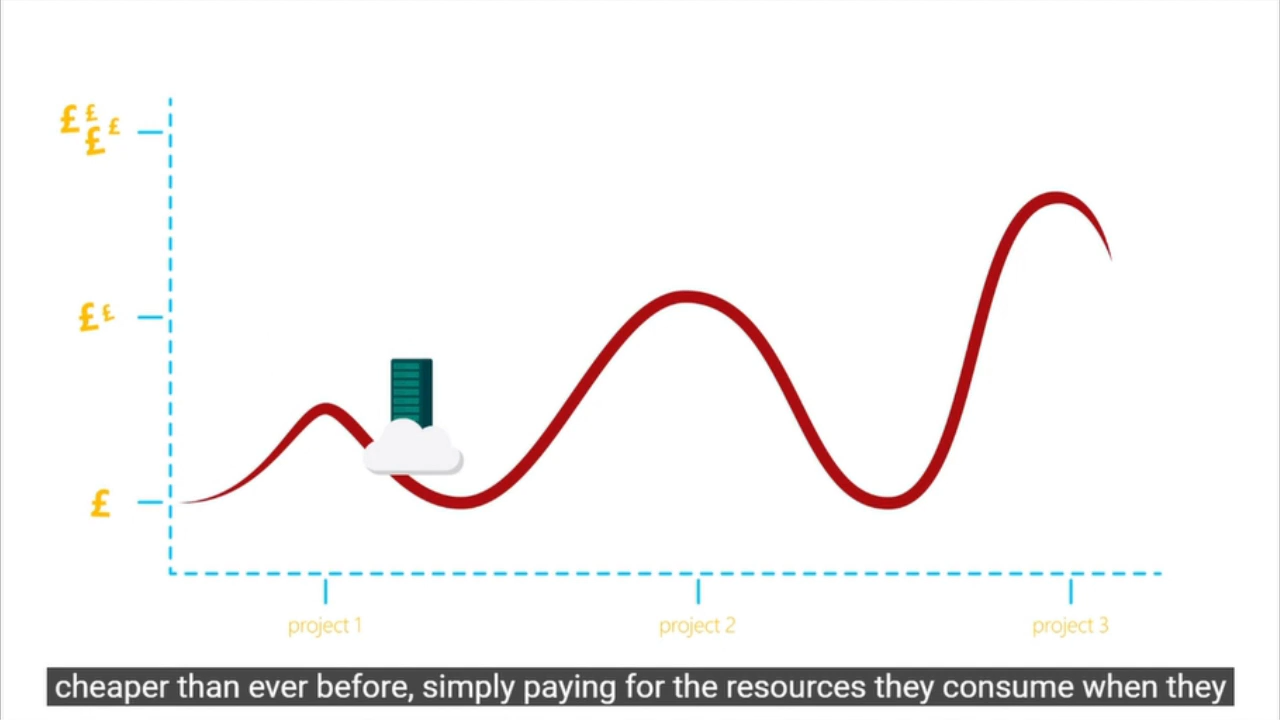 £ £ £ £
£ £
£
project 1 project 2 project 3
cheaper than ever before, simply paying for the resources they consume when they